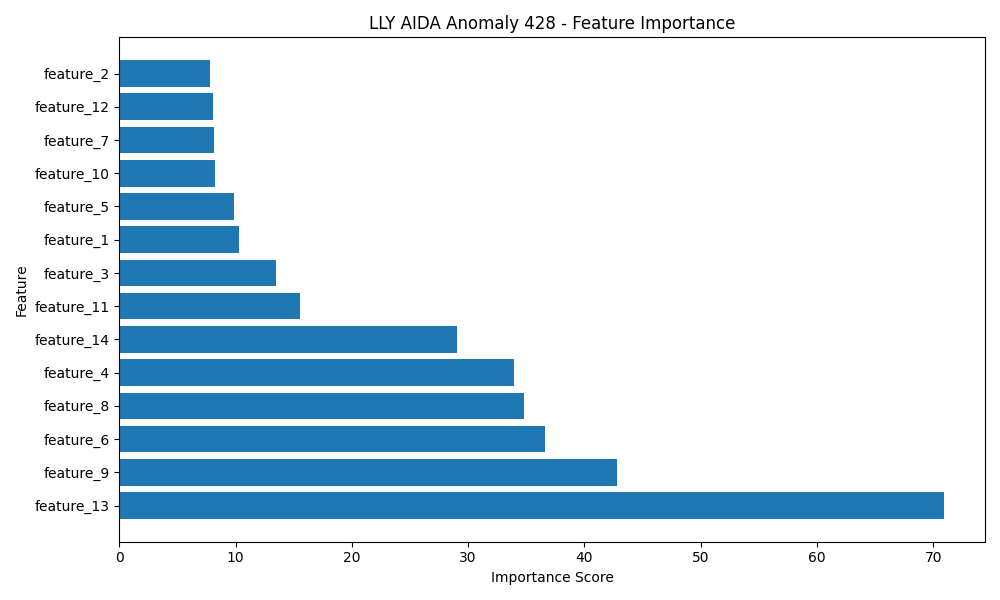 LLY AIDA Anomaly 428 - Feature Importance
Feature
feature_2
feature_12
feature_7
feature_10
feature_5
feature_1
feature_3
feature_11
feature_14
feature_4
feature_8
feature_6
feature_9
feature_13
0 10 20 30 40 50 60 70
Importance Score